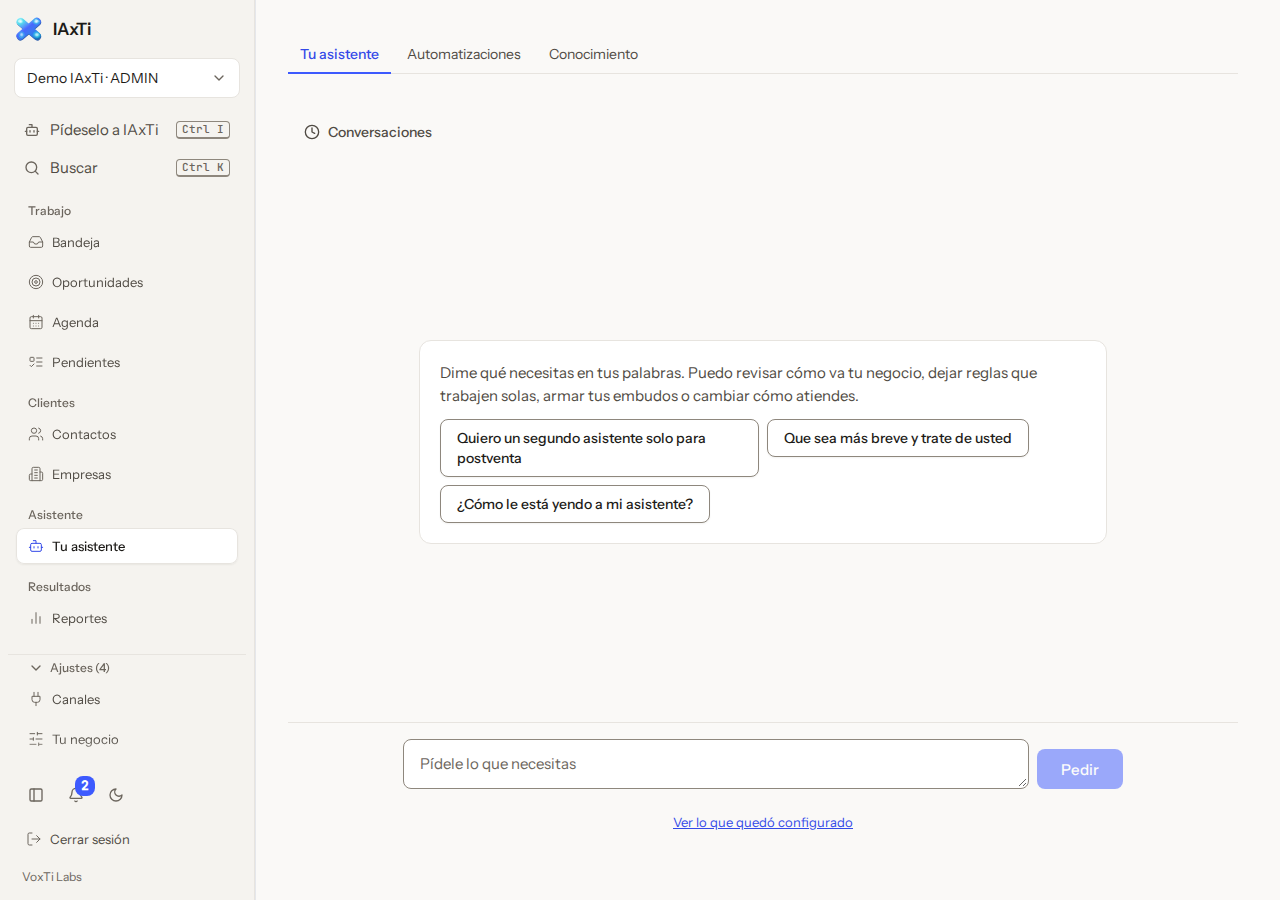 IAxTi
Demo IAxTi · ADMIN
Pídeselo a IAxTi
Ctrl I
Buscar
Ctrl K
Trabajo
Bandeja
Oportunidades
Agenda
Pendientes
Clientes
Contactos
Empresas
Asistente
Tu asistente
Resultados
Reportes
Ajustes (4)
Canales
Tu negocio
2
Cerrar sesión
VoxTi Labs
Tu asistente
Automatizaciones
Conocimiento
Conversaciones
Dime qué necesitas en tus palabras. Puedo revisar cómo va tu negocio, dejar reglas que
trabajen solas, armar tus embudos o cambiar cómo atiendes.
Quiero un segundo asistente solo para
postventa
Que sea más breve y trate de usted
¿Cómo le está yendo a mi asistente?
Pídele lo que necesitas
Pedir
Ver lo que quedó configurado